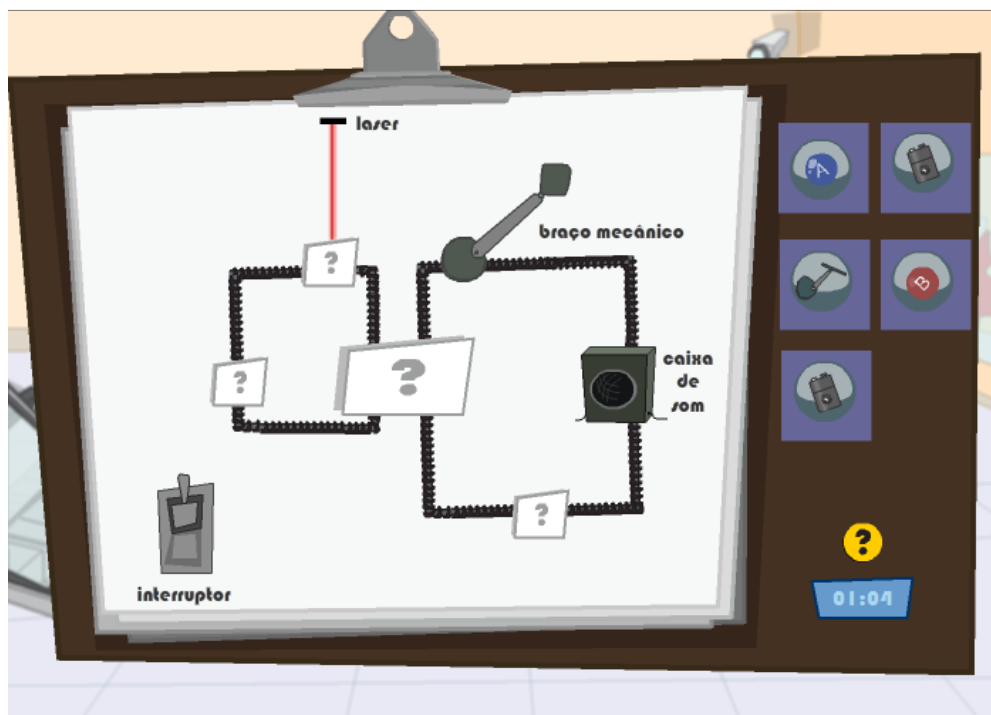 laser
braço mecânico
?
?
?
caixa
de
som
?
interruptor
A
B
?
01:04